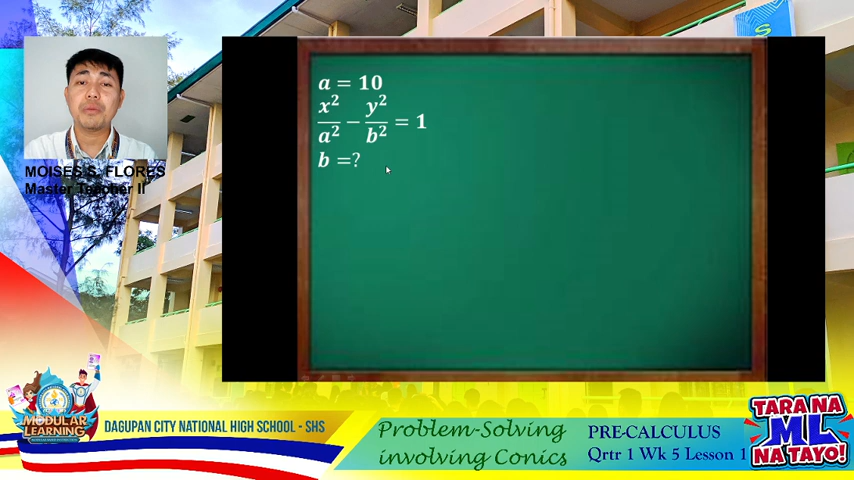 a = 10
x²/a² − y²/b² = 1
b =?
MOISES S. FLORES
Master Teacher II
MODULAR
LEARNING
DAGUPAN CITY NATIONAL HIGH SCHOOL - SHS
Problem-Solving
involving Conics
PRE-CALCULUS
Qrtr 1 Wk 5 Lesson 1
TARA NA
ML
NA TAYO!